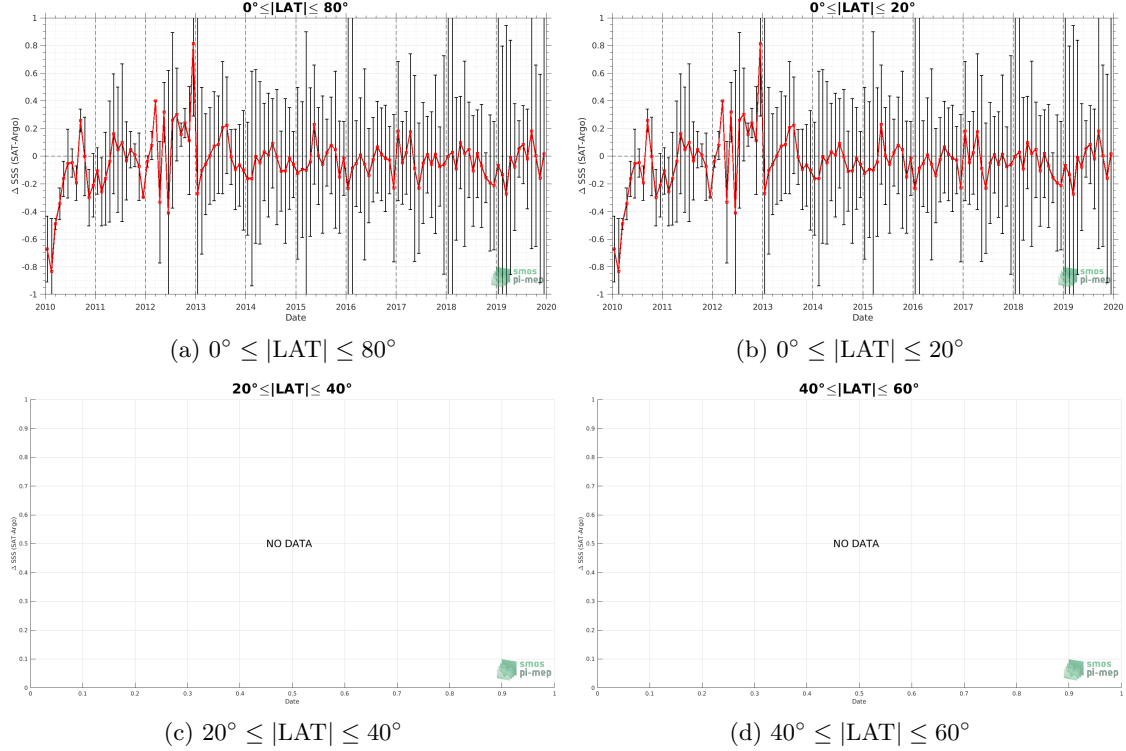 0°≤|LAT|≤ 80°
1
0.8
0.6
0.4
0.2
0
-0.2
-0.4
-0.6
-0.8
-1
Δ SSS (SAT-Argo)
2010 2011 2012 2013 2014 2015 2016 2017 2018 2019 2020
Date
smos
pi-mep
(a) 0° ≤ |LAT| ≤ 80°
0°≤|LAT|≤ 20°
1
0.8
0.6
0.4
0.2
0
-0.2
-0.4
-0.6
-0.8
-1
Δ SSS (SAT-Argo)
2010 2011 2012 2013 2014 2015 2016 2017 2018 2019 2020
Date
smos
pi-mep
(b) 0° ≤ |LAT| ≤ 20°
20°≤|LAT|≤ 40°
1
0.9
0.8
0.7
0.6
0.5
0.4
0.3
0.2
0.1
0
Δ SSS (SAT-Argo)
NO DATA
0 0.1 0.2 0.3 0.4 0.5 0.6 0.7 0.8 0.9 1
Date
smos
pi-mep
(c) 20° ≤ |LAT| ≤ 40°
40°≤|LAT|≤ 60°
1
0.9
0.8
0.7
0.6
0.5
0.4
0.3
0.2
0.1
0
Δ SSS (SAT-Argo)
NO DATA
0 0.1 0.2 0.3 0.4 0.5 0.6 0.7 0.8 0.9 1
Date
smos
pi-mep
(d) 40° ≤ |LAT| ≤ 60°